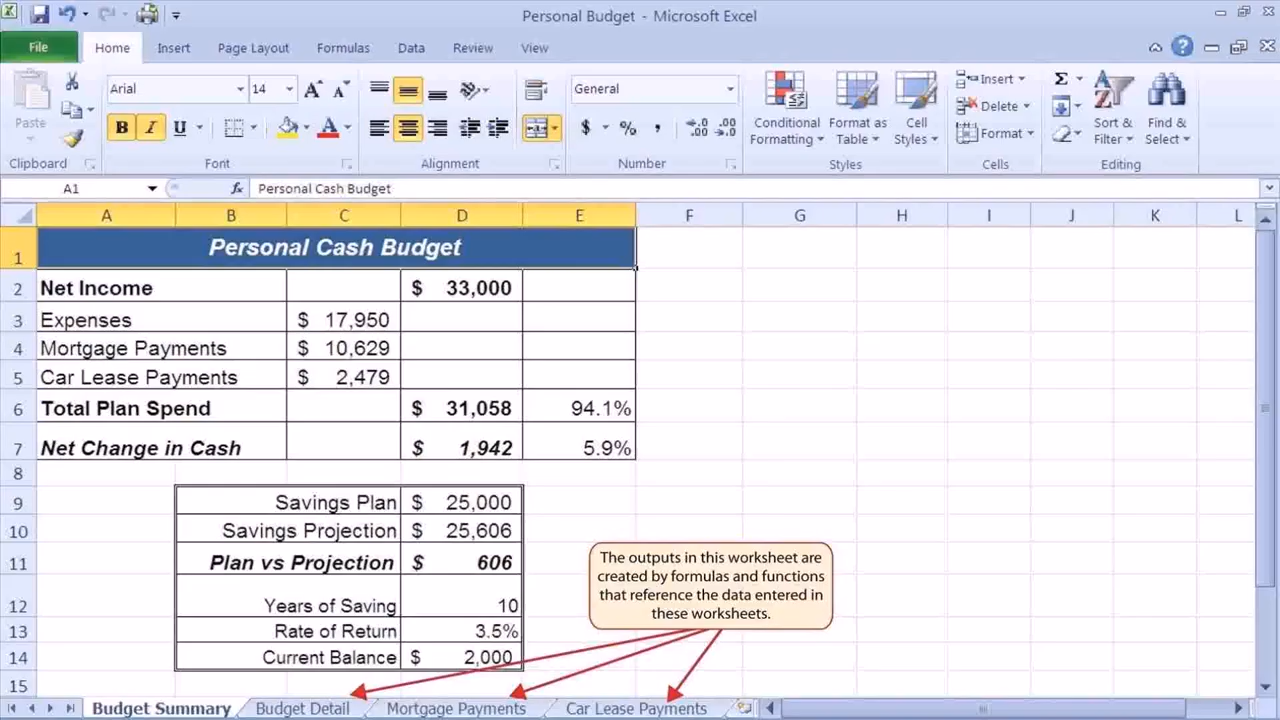 Personal Budget - Microsoft Excel
File Home Insert Page Layout Formulas Data Review View
Arial 14 General
Paste B I U $ % , Conditional Formatting Format as Table Cell Styles Insert Delete Format Σ Sort & Filter Find & Select
Clipboard Font Alignment Number Styles Cells Editing
A1 fx Personal Cash Budget
A B C D E F G H I J K L
1 Personal Cash Budget
2 Net Income $ 33,000
3 Expenses $ 17,950
4 Mortgage Payments $ 10,629
5 Car Lease Payments $ 2,479
6 Total Plan Spend $ 31,058 94.1%
7 Net Change in Cash $ 1,942 5.9%
8
9 Savings Plan $ 25,000
10 Savings Projection $ 25,606
11 Plan vs Projection $ 606
12 Years of Saving 10
13 Rate of Return 3.5%
14 Current Balance $ 2,000
15
The outputs in this worksheet are
created by formulas and functions
that reference the data entered in
these worksheets.
Budget Summary Budget Detail Mortgage Payments Car Lease Payments